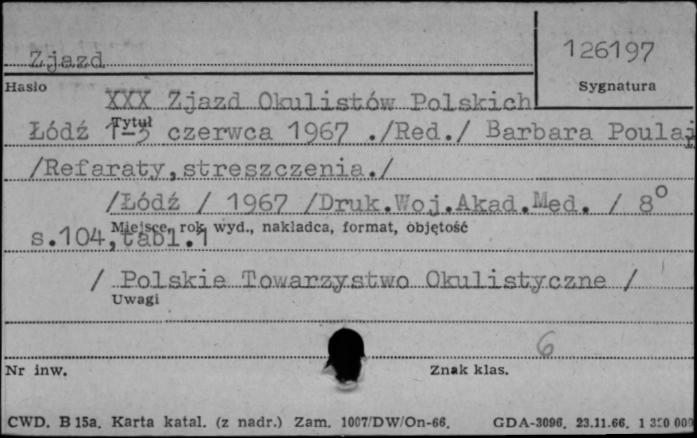 Zjazd
126197
Hasło
Sygnatura
XXX Zjazd Okulistów Polskich
Tytuł
Łódź 1-3 czerwca 1967 ./Red./ Barbara Poulaj
/Refaraty,streszczenia./
/Łódź / 1967 /Druk.Woj.Akad.Med. / 8°
Miejsce, rok wyd., nakładca, format, objętość
s.104,tabl.1
/ Polskie Towarzystwo Okulistyczne /
Uwagi
6
Nr inw.
Znak klas.
CWD. B 15a. Karta katal. (z nadr.) Zam. 1007/DW/On-66. GDA-3096. 23.11.66.